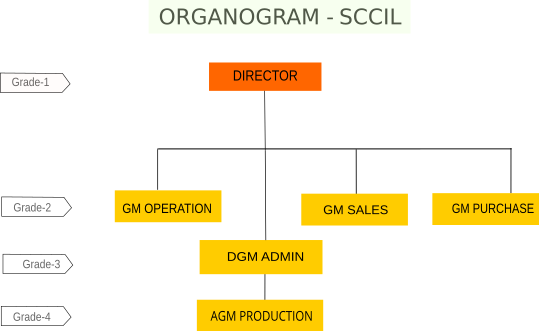 ORGANOGRAM - SCCIL
Grade-1
DIRECTOR
Grade-2
GM OPERATION
GM SALES
GM PURCHASE
Grade-3
DGM ADMIN
Grade-4
AGM PRODUCTION